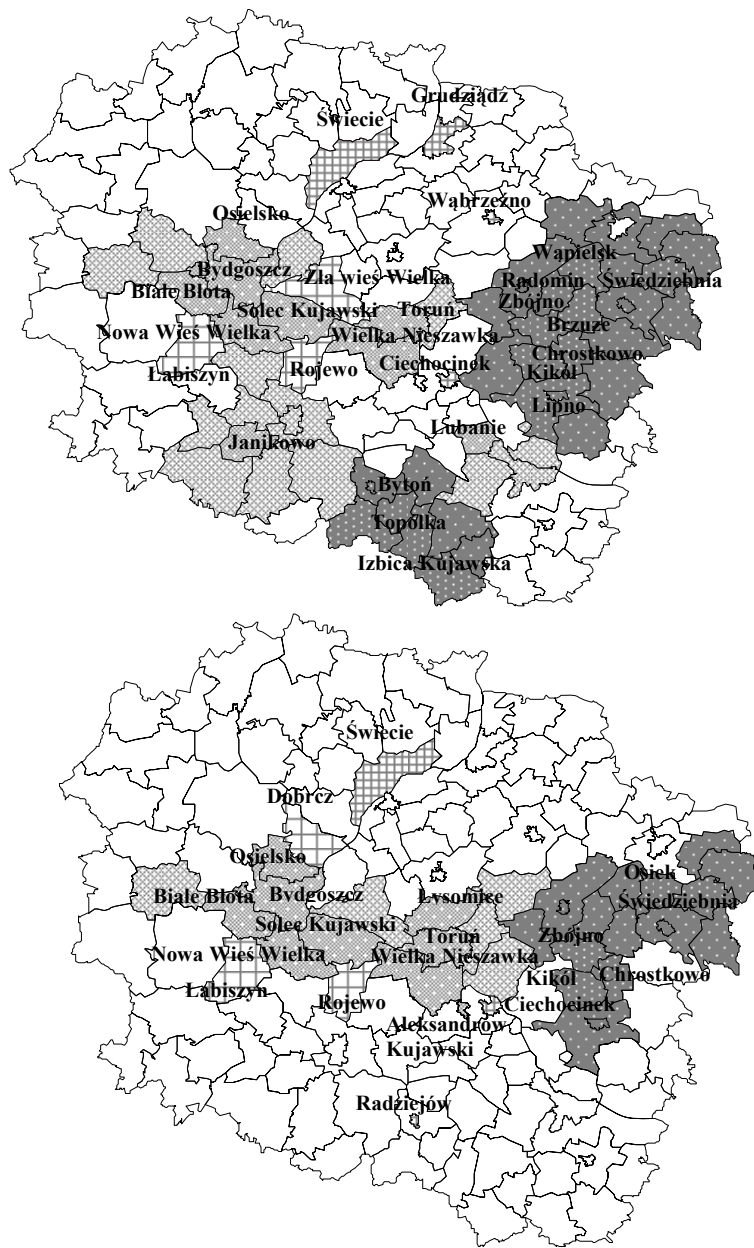 Grudziądz
Świecie
Wąbrzeźno
Osielsko
Wąpielsk
Bydgoszcz
Zła wieś Wielka
Radomin
Świedziebnia
Białe Błota
Zbójno
Solec Kujawski
Toruń
Brzuze
Nowa Wieś Wielka
Wielka Nieszawka
Chrostkowo
Ciechocinek
Rojewo
Kikół
Łabiszyn
Lipno
Lubanie
Janikowo
Bytoń
Topólka
Izbica Kujawska
Świecie
Dobrcz
Osielsko
Osiek
Białe Błota
Bydgoszcz
Łysomice
Świedziebnia
Solec Kujawski
Toruń
Zbójno
Nowa Wieś Wielka
Wielka Nieszawka
Kikół
Chrostkowo
Łabiszyn
Rojewo
Ciechocinek
Aleksandrów
Kujawski
Radziejów